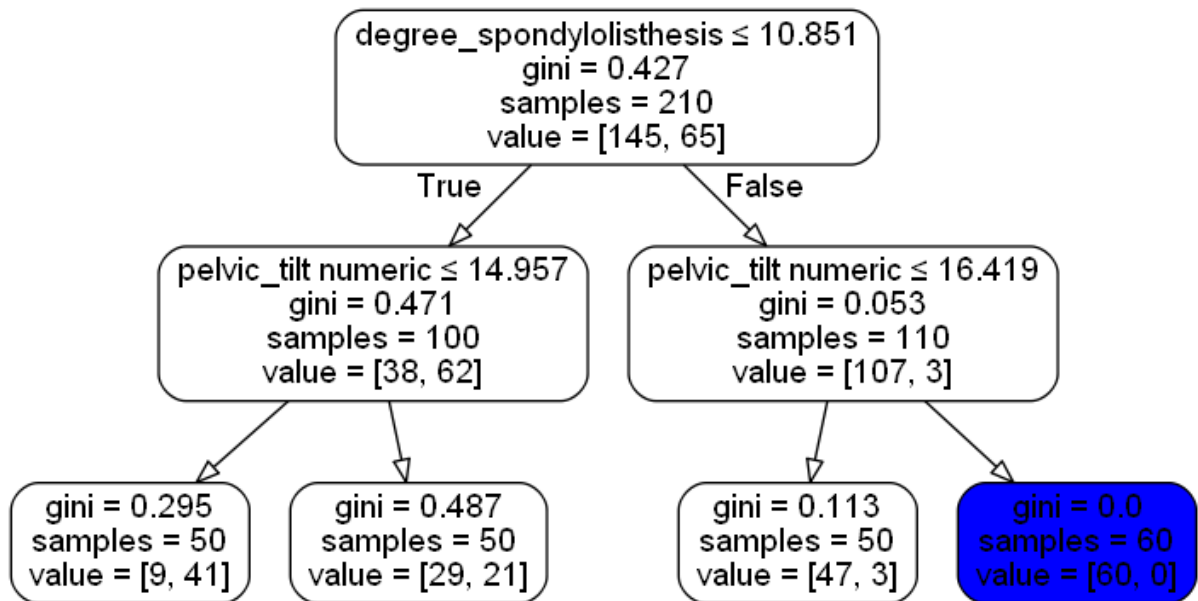 degree_spondylolisthesis ≤ 10.851
gini = 0.427
samples = 210
value = [145, 65]
True
False
pelvic_tilt numeric ≤ 14.957
gini = 0.471
samples = 100
value = [38, 62]
pelvic_tilt numeric ≤ 16.419
gini = 0.053
samples = 110
value = [107, 3]
gini = 0.295
samples = 50
value = [9, 41]
gini = 0.487
samples = 50
value = [29, 21]
gini = 0.113
samples = 50
value = [47, 3]
gini = 0.0
samples = 60
value = [60, 0]